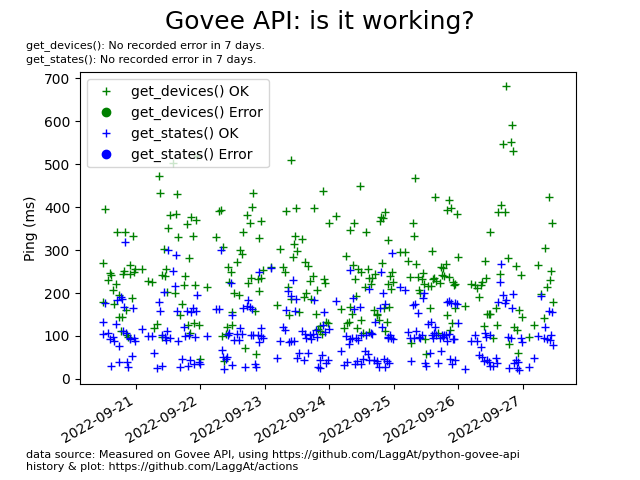 Govee API: is it working?
get_devices(): No recorded error in 7 days.
get_states(): No recorded error in 7 days.
700
600
500
400
300
200
100
0
Ping (ms)
get_devices() OK
get_devices() Error
get_states() OK
get_states() Error
2022-09-21
2022-09-22
2022-09-23
2022-09-24
2022-09-25
2022-09-26
2022-09-27
data source: Measured on Govee API, using https://github.com/LaggAt/python-govee-api
history & plot: https://github.com/LaggAt/actions